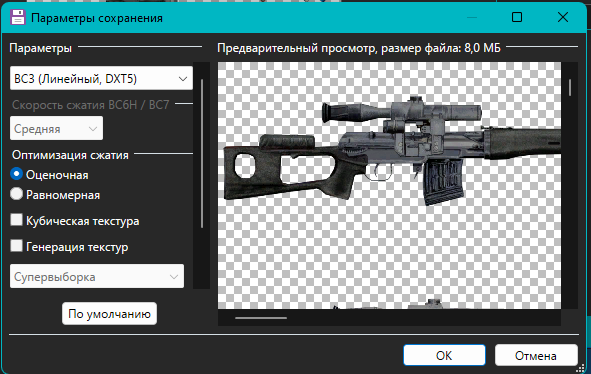 Параметры сохранения
Параметры
BC3 (Линейный, DXT5)
Скорость сжатия BC6H / BC7
Средняя
Оптимизация сжатия
Оценочная
Равномерная
Кубическая текстура
Генерация текстур
Супервыборка
По умолчанию
Предварительный просмотр, размер файла: 8,0 МБ
ОК
Отмена